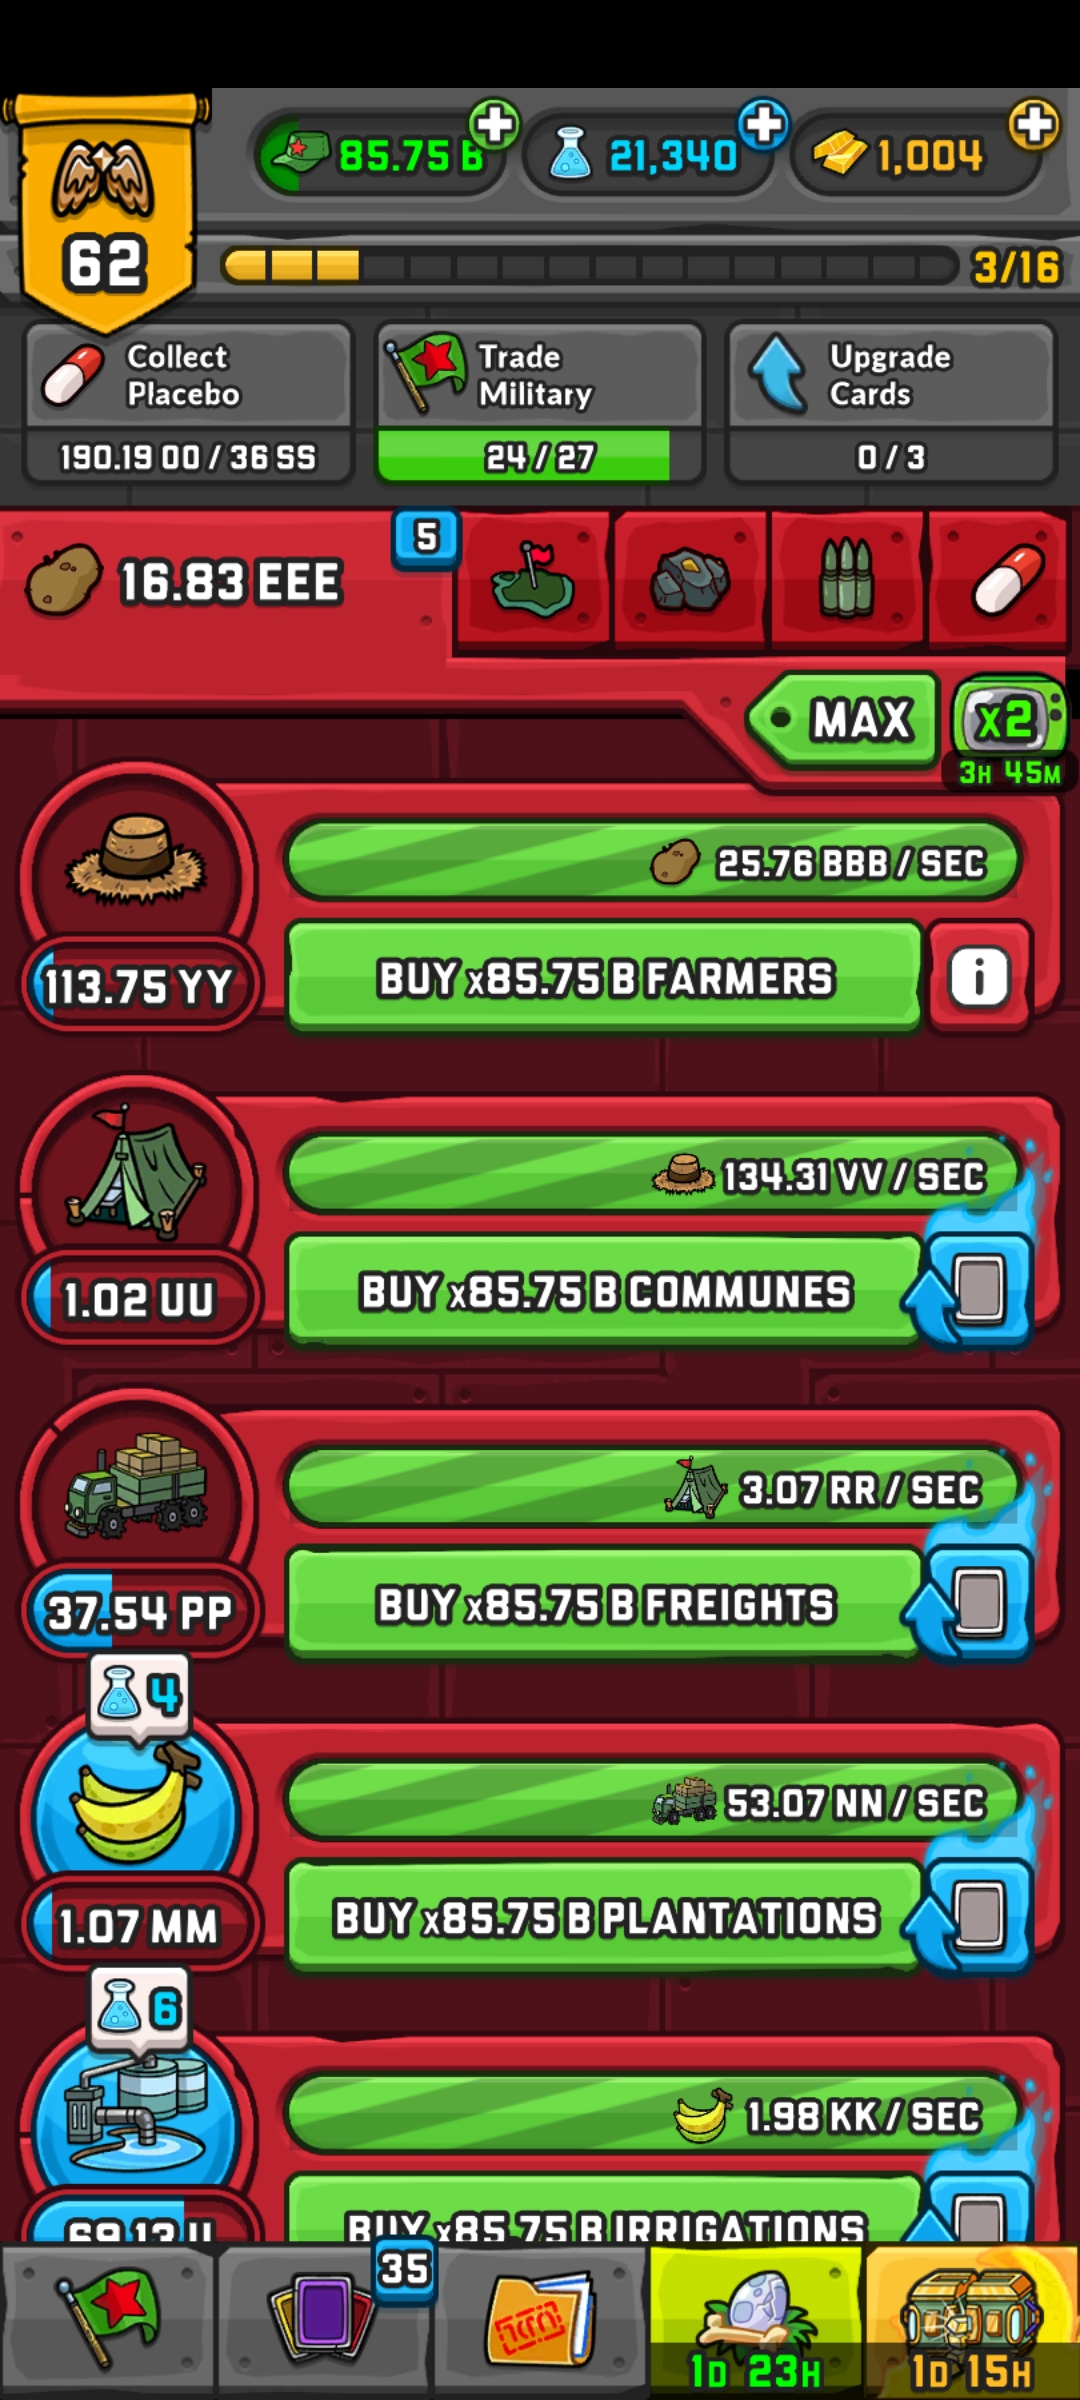 62
85.75 B
21,340
1,004
3/16
Collect
Placebo
190.19 OO / 36 SS
Trade
Military
24 / 27
Upgrade
Cards
0 / 3
16.83 EEE
5
MAX
x2
3H 45M
25.76 BBB / SEC
113.75 YY
BUY x85.75 B FARMERS
i
134.31 VV / SEC
1.02 UU
BUY x85.75 B COMMUNES
3.07 RR / SEC
37.54 PP
BUY x85.75 B FREIGHTS
4
53.07 NN / SEC
1.07 MM
BUY x85.75 B PLANTATIONS
6
1.98 KK / SEC
BUY x85.75 B IRRIGATIONS
35
1D 23H
1D 15H